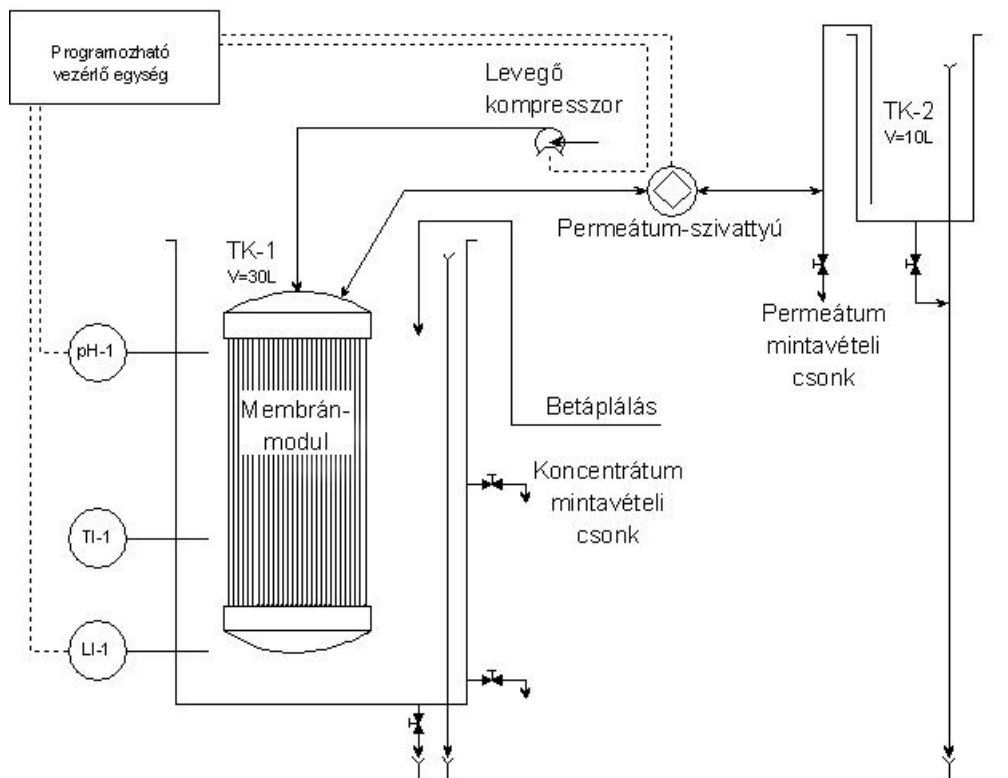 Programozható
vezérlő egység
Levegő
kompresszor
TK-2
V=10L
Permeátum-szivattyú
TK-1
V=30L
Permeátum
mintavételi
csonk
pH-1
Membrán-
modul
Betáplálás
Koncentrátum
mintavételi
csonk
TI-1
LI-1